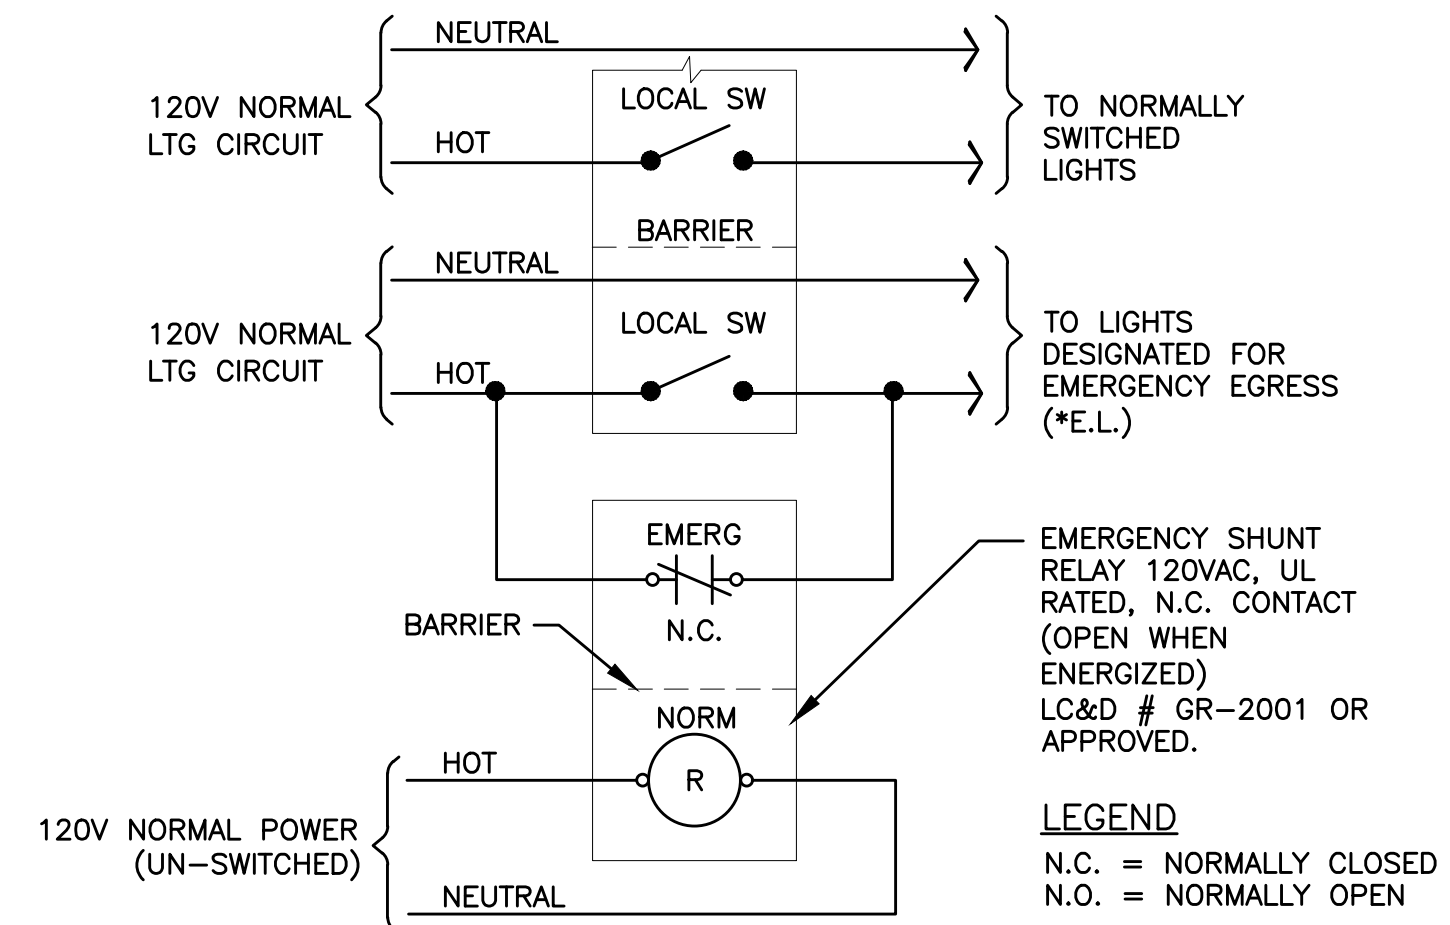 NEUTRAL
LOCAL SW
120V NORMAL
LTG CIRCUIT
HOT
TO NORMALLY
SWITCHED
LIGHTS
BARRIER
NEUTRAL
LOCAL SW
120V NORMAL
LTG CIRCUIT
HOT
TO LIGHTS
DESIGNATED FOR
EMERGENCY EGRESS
(*E.L.)
EMERG
N.C.
BARRIER
EMERGENCY SHUNT
RELAY 120VAC, UL
RATED, N.C. CONTACT
(OPEN WHEN
ENERGIZED)
LC&D # GR-2001 OR
APPROVED.
NORM
R
HOT
120V NORMAL POWER
(UN-SWITCHED)
NEUTRAL
LEGEND
N.C. = NORMALLY CLOSED
N.O. = NORMALLY OPEN